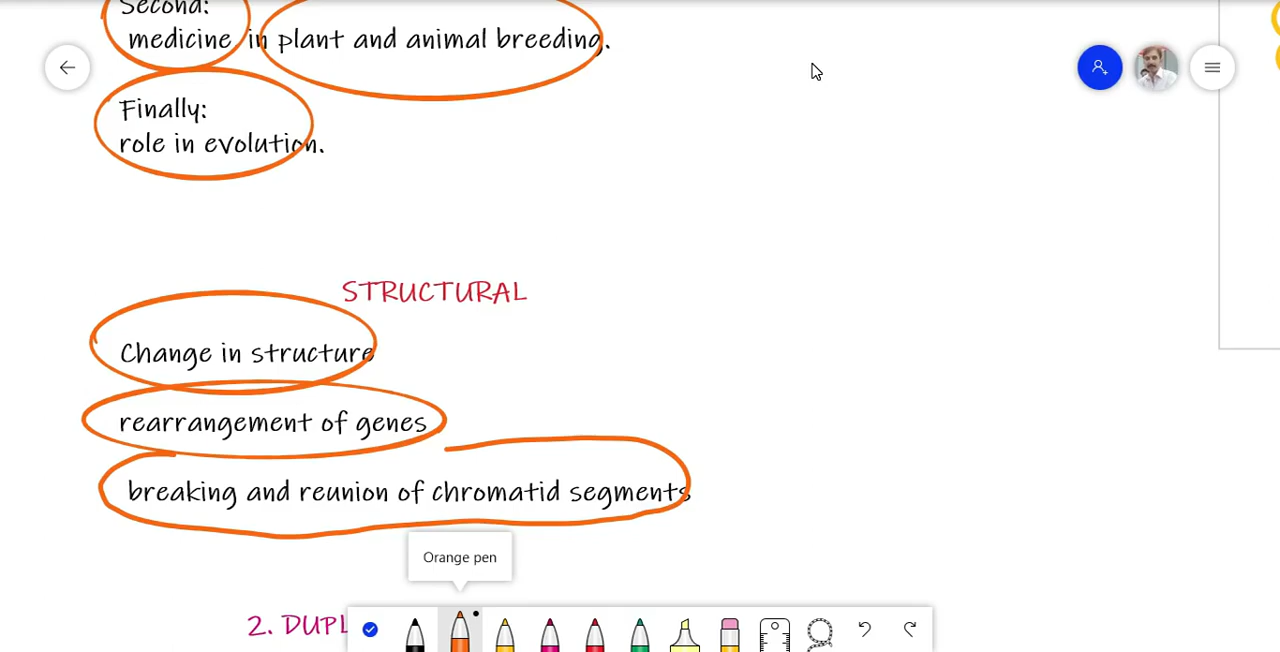 Second:
medicine, in plant and animal breeding.
Finally:
role in evolution.
STRUCTURAL
Change in structure
rearrangement of genes
breaking and reunion of chromatid segments
Orange pen
2. DUPL